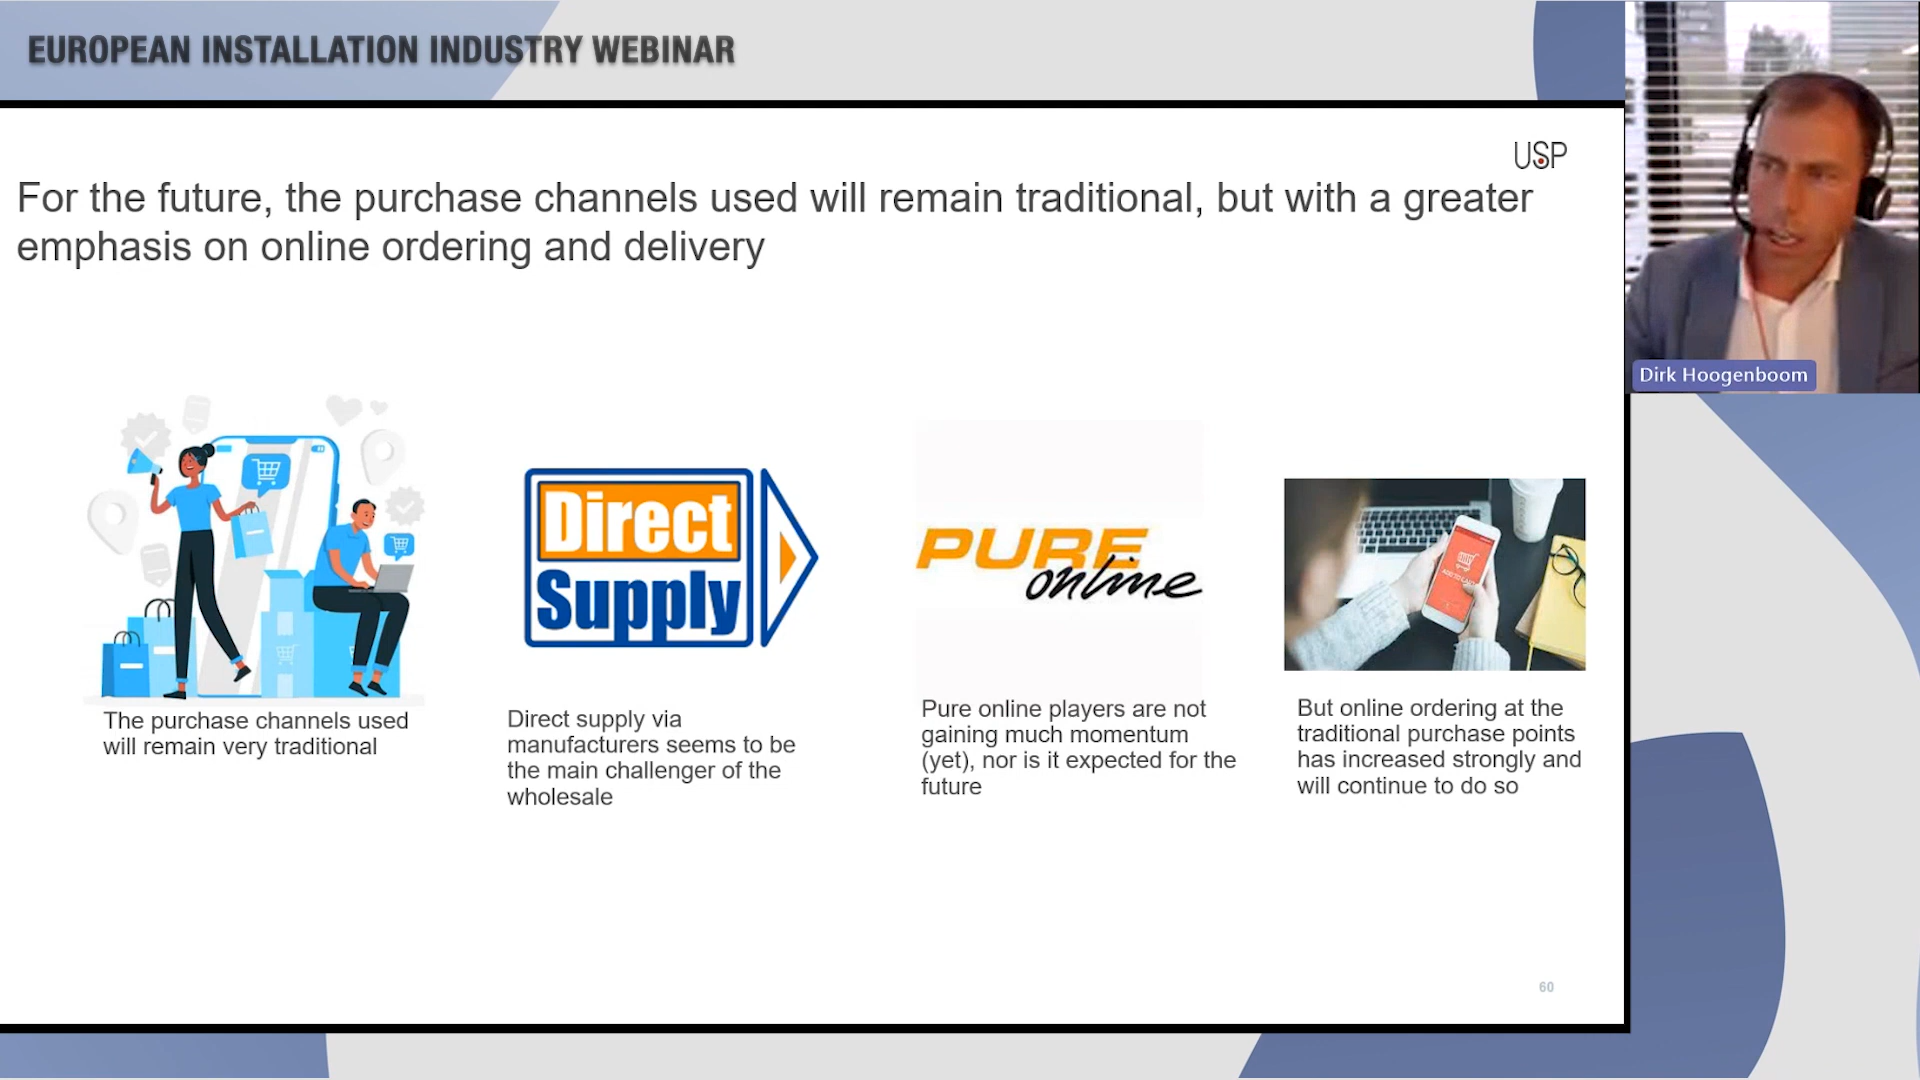 EUROPEAN INSTALLATION INDUSTRY WEBINAR
USP
For the future, the purchase channels used will remain traditional, but with a greater
emphasis on online ordering and delivery
Dirk Hoogenboom
Direct
Supply
PURE
online
The purchase channels used
will remain very traditional
Direct supply via
manufacturers seems to be
the main challenger of the
wholesale
Pure online players are not
gaining much momentum
(yet), nor is it expected for the
future
But online ordering at the
traditional purchase points
has increased strongly and
will continue to do so
60